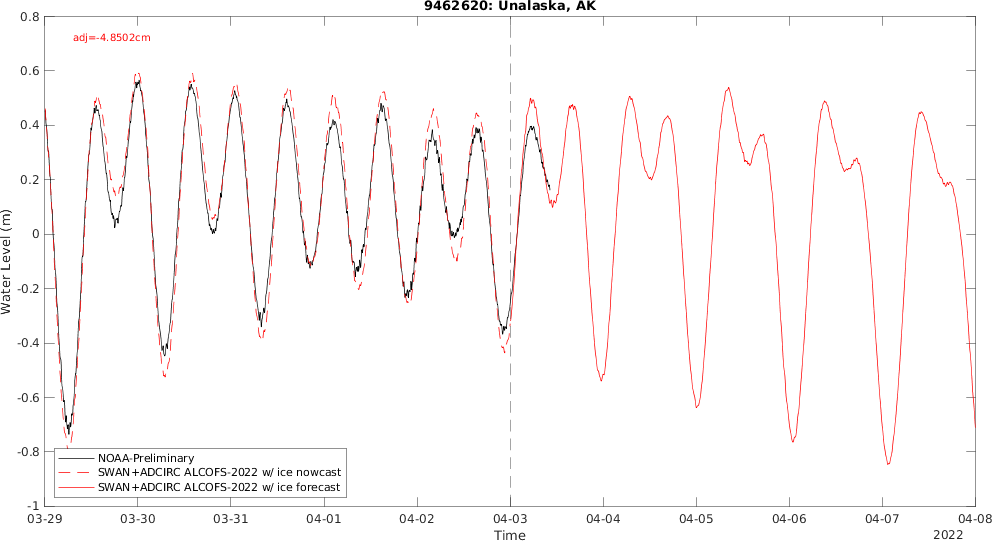 9462620: Unalaska, AK
adj=-4.8502cm
0.8
0.6
0.4
0.2
0
-0.2
-0.4
-0.6
-0.8
-1
Water Level (m)
NOAA-Preliminary
SWAN+ADCIRC ALCOFS-2022 w/ ice nowcast
SWAN+ADCIRC ALCOFS-2022 w/ ice forecast
03-29 03-30 03-31 04-01 04-02 04-03 04-04 04-05 04-06 04-07 04-08
Time
2022